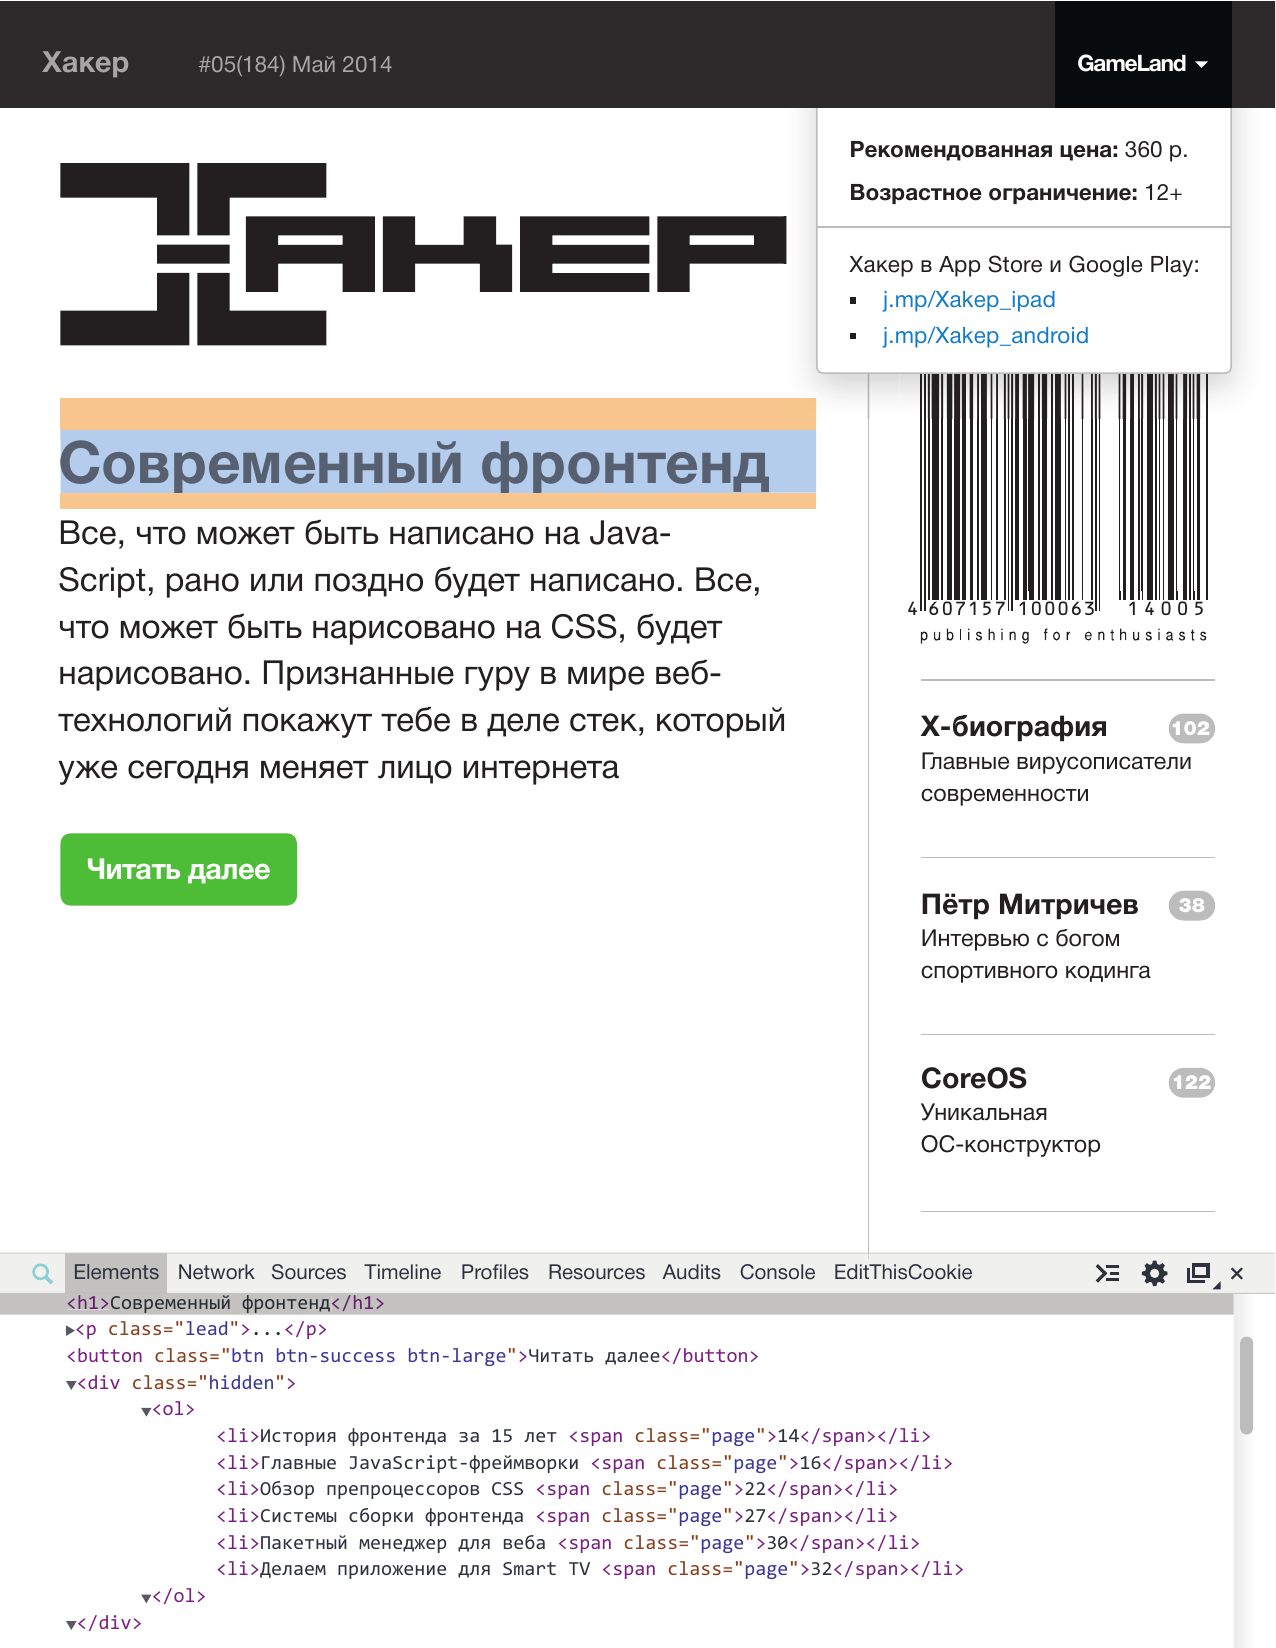 Хакер #05(184) Май 2014 GameLand
Рекомендованная цена: 360 р.
Возрастное ограничение: 12+
Хакер в App Store и Google Play:
▪ j.mp/Xakep_ipad
▪ j.mp/Xakep_android
ХАКЕР
Современный фронтенд
Все, что может быть написано на Java-
Script, рано или поздно будет написано. Все,
что может быть нарисовано на CSS, будет
нарисовано. Признанные гуру в мире веб-
технологий покажут тебе в деле стек, который
уже сегодня меняет лицо интернета
Читать далее
4 607157 100063 14005
publishing for enthusiasts
X-биография 102
Главные вирусописатели
современности
Пётр Митричев 38
Интервью с богом
спортивного кодинга
CoreOS 122
Уникальная
ОС-конструктор
Elements Network Sources Timeline Profiles Resources Audits Console EditThisCookie
<h1>Современный фронтенд</h1>
▶<p class="lead">...</p>
<button class="btn btn-success btn-large">Читать далее</button>
▼<div class="hidden">
▼<ol>
<li>История фронтенда за 15 лет <span class="page">14</span></li>
<li>Главные JavaScript-фреймворки <span class="page">16</span></li>
<li>Обзор препроцессоров CSS <span class="page">22</span></li>
<li>Системы сборки фронтенда <span class="page">27</span></li>
<li>Пакетный менеджер для веба <span class="page">30</span></li>
<li>Делаем приложение для Smart TV <span class="page">32</span></li>
▼</ol>
▼</div>